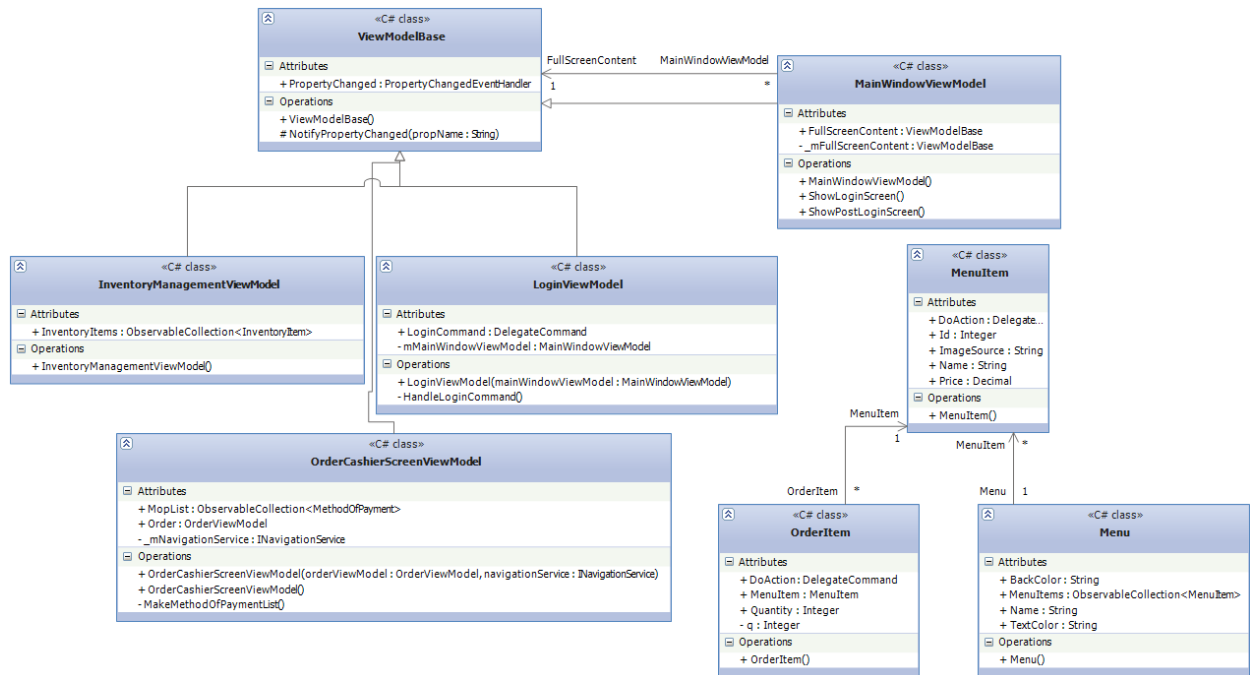 «C# class»
ViewModelBase
Attributes
+ PropertyChanged : PropertyChangedEventHandler
Operations
+ ViewModelBase()
# NotifyPropertyChanged(propName : String)
FullScreenContent
MainWindowViewModel
1
*
«C# class»
MainWindowViewModel
Attributes
+ FullScreenContent : ViewModelBase
- _mFullScreenContent : ViewModelBase
Operations
+ MainWindowViewModel()
+ ShowLoginScreen()
+ ShowPostLoginScreen()
«C# class»
InventoryManagementViewModel
Attributes
+ InventoryItems : ObservableCollection<InventoryItem>
Operations
+ InventoryManagementViewModel()
«C# class»
LoginViewModel
Attributes
+ LoginCommand : DelegateCommand
- mMainWindowViewModel : MainWindowViewModel
Operations
+ LoginViewModel(mainWindowViewModel : MainWindowViewModel)
- HandleLoginCommand()
«C# class»
MenuItem
Attributes
+ DoAction : Delegate...
+ Id : Integer
+ ImageSource : String
+ Name : String
+ Price : Decimal
Operations
+ MenuItem()
MenuItem
1
MenuItem
*
OrderItem
*
Menu
1
«C# class»
OrderCashierScreenViewModel
Attributes
+ MopList : ObservableCollection<MethodOfPayment>
+ Order : OrderViewModel
- _mNavigationService : INavigationService
Operations
+ OrderCashierScreenViewModel(orderViewModel : OrderViewModel, navigationService : INavigationService)
+ OrderCashierScreenViewModel()
- MakeMethodOfPaymentList()
«C# class»
OrderItem
Attributes
+ DoAction : DelegateCommand
+ MenuItem : MenuItem
+ Quantity : Integer
- q : Integer
Operations
+ OrderItem()
«C# class»
Menu
Attributes
+ BackColor : String
+ MenuItems : ObservableCollection<MenuItem>
+ Name : String
+ TextColor : String
Operations
+ Menu()